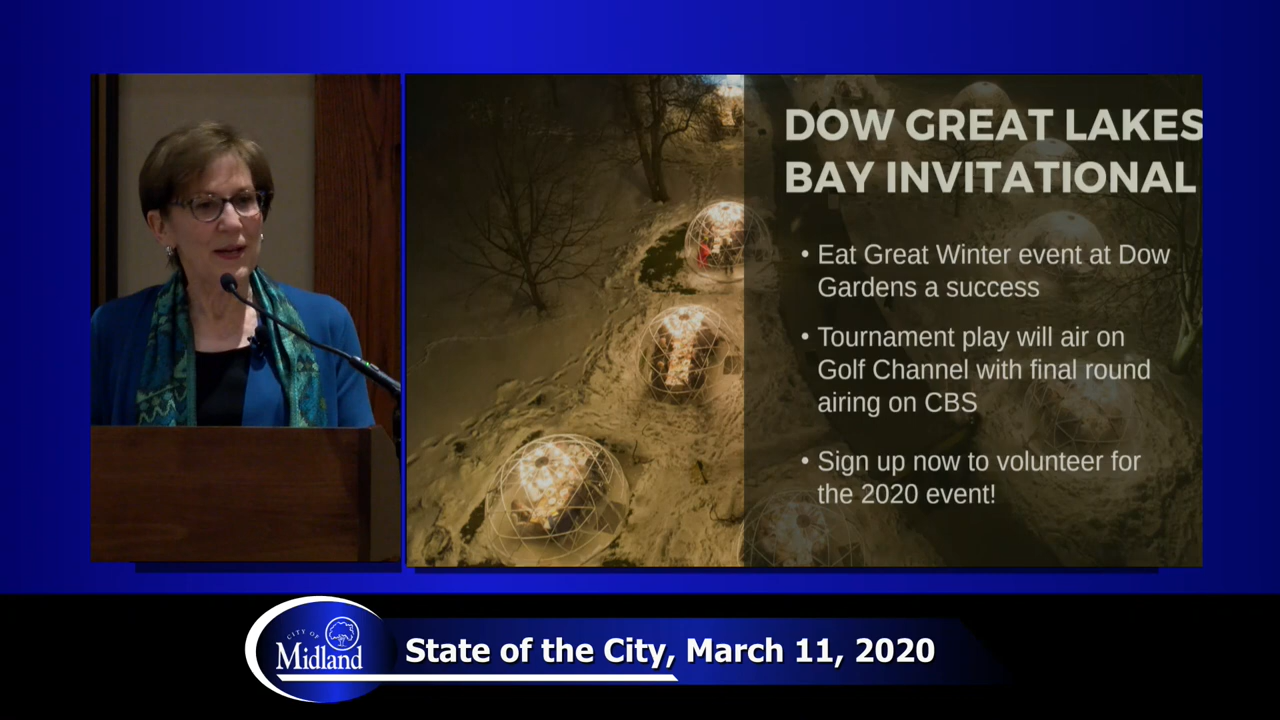 DOW GREAT LAKES
BAY INVITATIONAL
• Eat Great Winter event at Dow
Gardens a success
• Tournament play will air on
Golf Channel with final round
airing on CBS
• Sign up now to volunteer for
the 2020 event!
CITY OF
Midland
State of the City, March 11, 2020